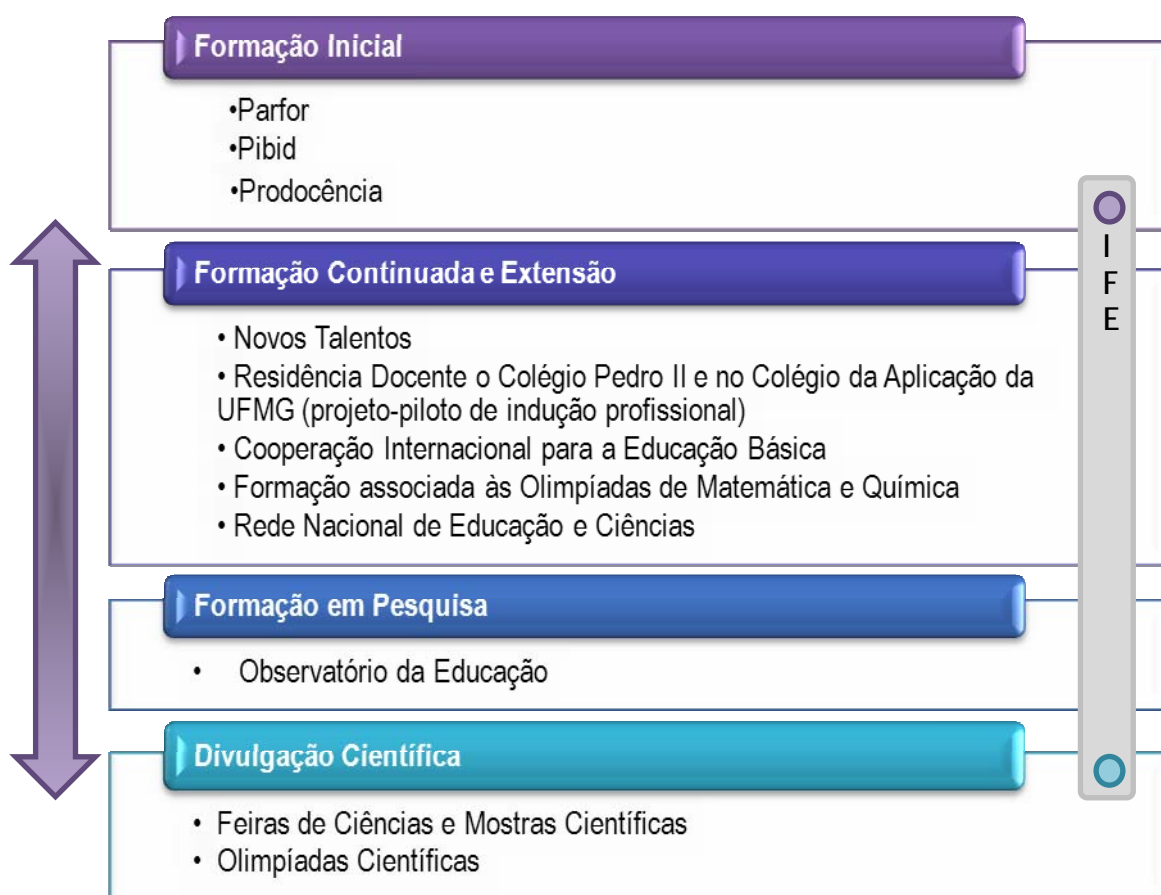 Formação Inicial
•Parfor
•Pibid
•Prodocência
Formação Continuada e Extensão
• Novos Talentos
• Residência Docente o Colégio Pedro II e no Colégio da Aplicação da
UFMG (projeto-piloto de indução profissional)
• Cooperação Internacional para a Educação Básica
• Formação associada às Olimpíadas de Matemática e Química
• Rede Nacional de Educação e Ciências
Formação em Pesquisa
• Observatório da Educação
Divulgação Científica
• Feiras de Ciências e Mostras Científicas
• Olimpíadas Científicas
I
F
E